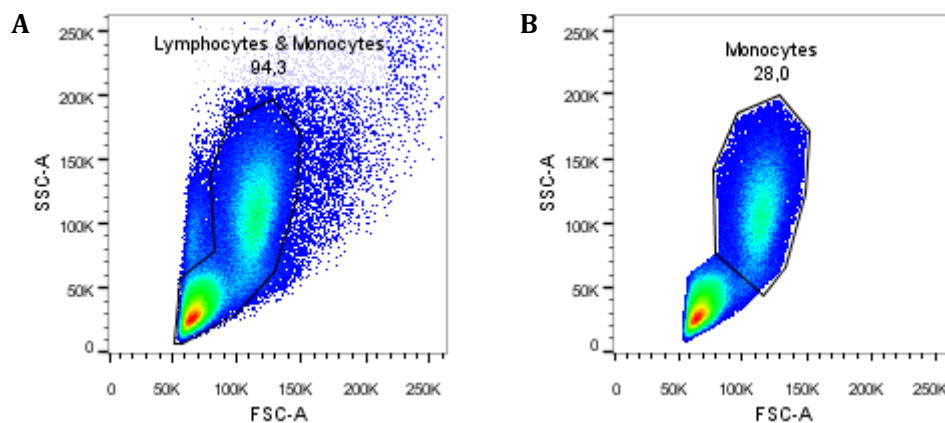 A
Lymphocytes & Monocytes
94,3
250K
200K
150K
100K
50K
0
SSC-A
0 50K 100K 150K 200K 250K
FSC-A
B
Monocytes
28,0
250K
200K
150K
100K
50K
0
SSC-A
0 50K 100K 150K 200K 250K
FSC-A